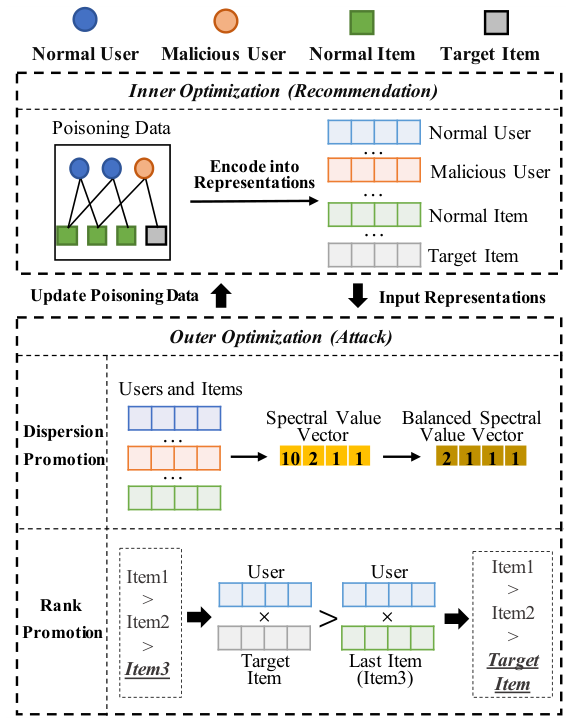 Normal User
Malicious User
Normal Item
Target Item
Inner Optimization (Recommendation)
Poisoning Data
Encode into
Representations
Normal User
...
Malicious User
...
Normal Item
...
Target Item
Update Poisoning Data
Input Representations
Outer Optimization (Attack)
Dispersion
Promotion
Users and Items
...
...
Spectral Value
Vector
10 2 1 1
Balanced Spectral
Value Vector
2 1 1 1
Rank
Promotion
Item1
>
Item2
>
Item3
User
×
Target
Item
>
User
×
Last Item
(Item3)
Item1
>
Item2
>
Target
Item